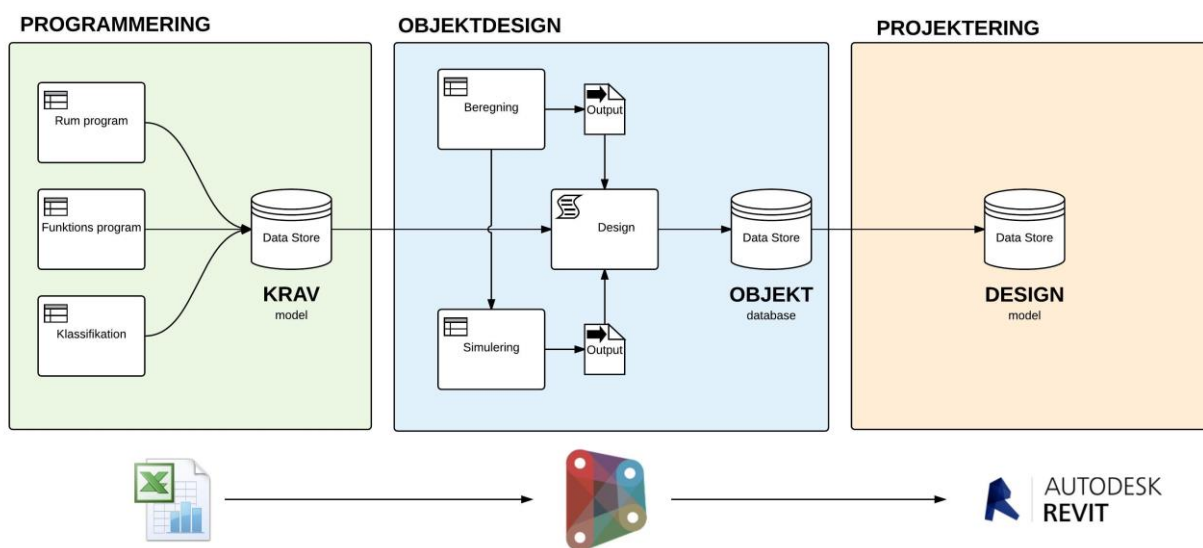 PROGRAMMERING
Rum program
Funktions program
Klassifikation
Data Store
KRAV
model
OBJEKTDESIGN
Beregning
Output
Design
Simulering
Output
Data Store
OBJEKT
database
PROJEKTERING
Data Store
DESIGN
model
X
AUTODESK
REVIT